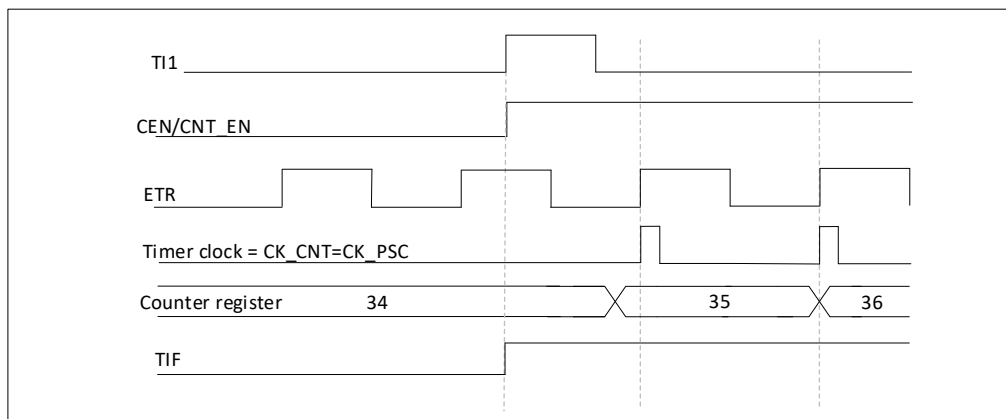 TI1
CEN/CNT_EN
ETR
Timer clock = CK_CNT=CK_PSC
Counter register 34 35 36
TIF